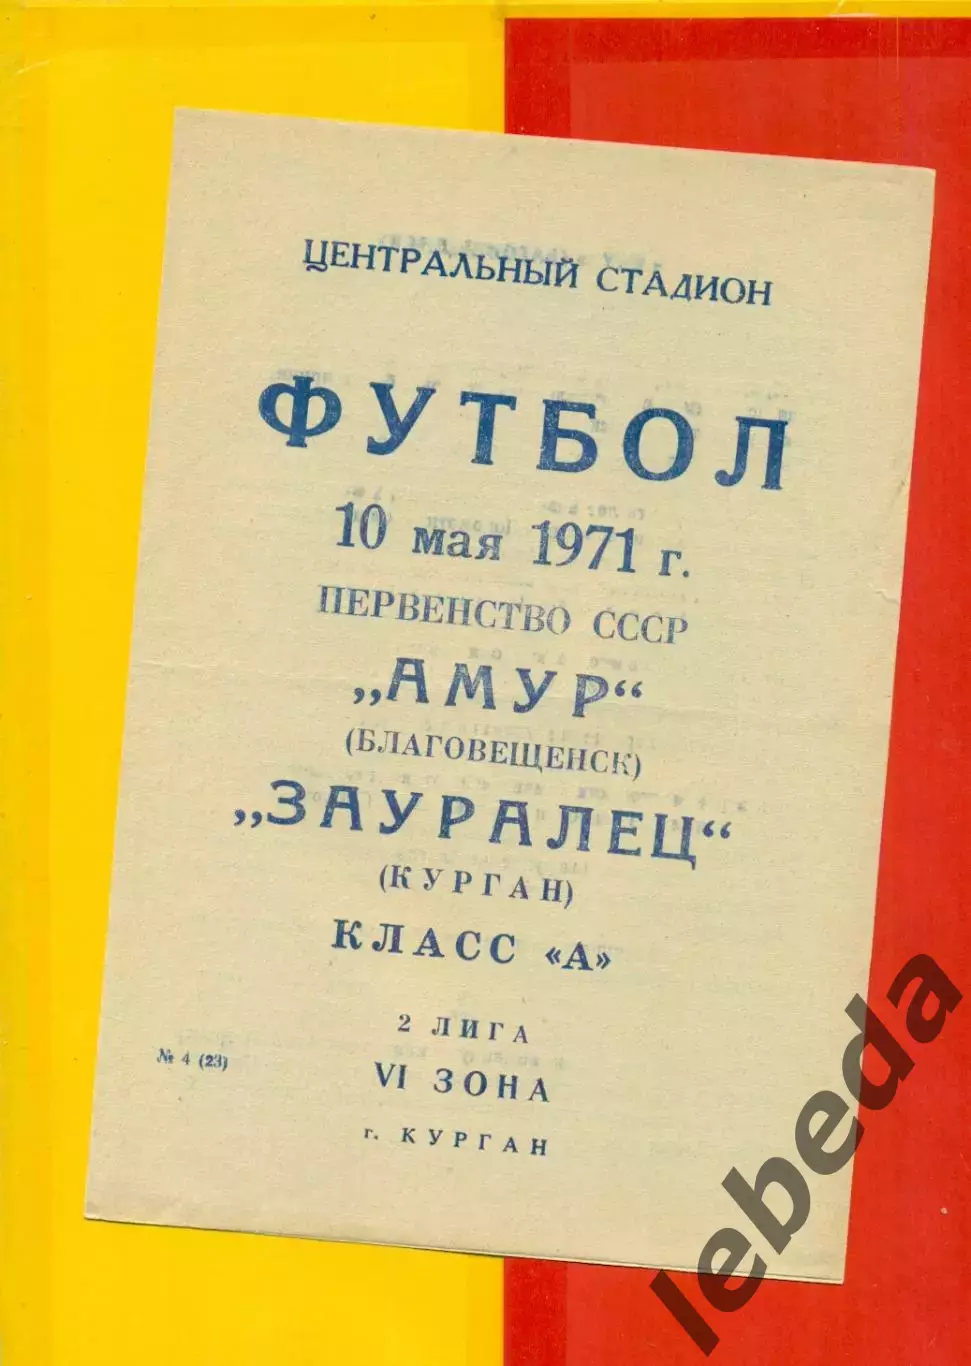 ЦЕНТРАЛЬНЫЙ СТАДИОН
ФУТБОЛ
10 мая 1971 г.
ПЕРВЕНСТВО СССР
„АМУР“
(БЛАГОВЕЩЕНСК)
„ЗАУРАЛЕЦ“
(КУРГАН)
КЛАСС «А»
2 ЛИГА
№ 4 (23)
VI ЗОНА
г. КУРГАН
lebeda